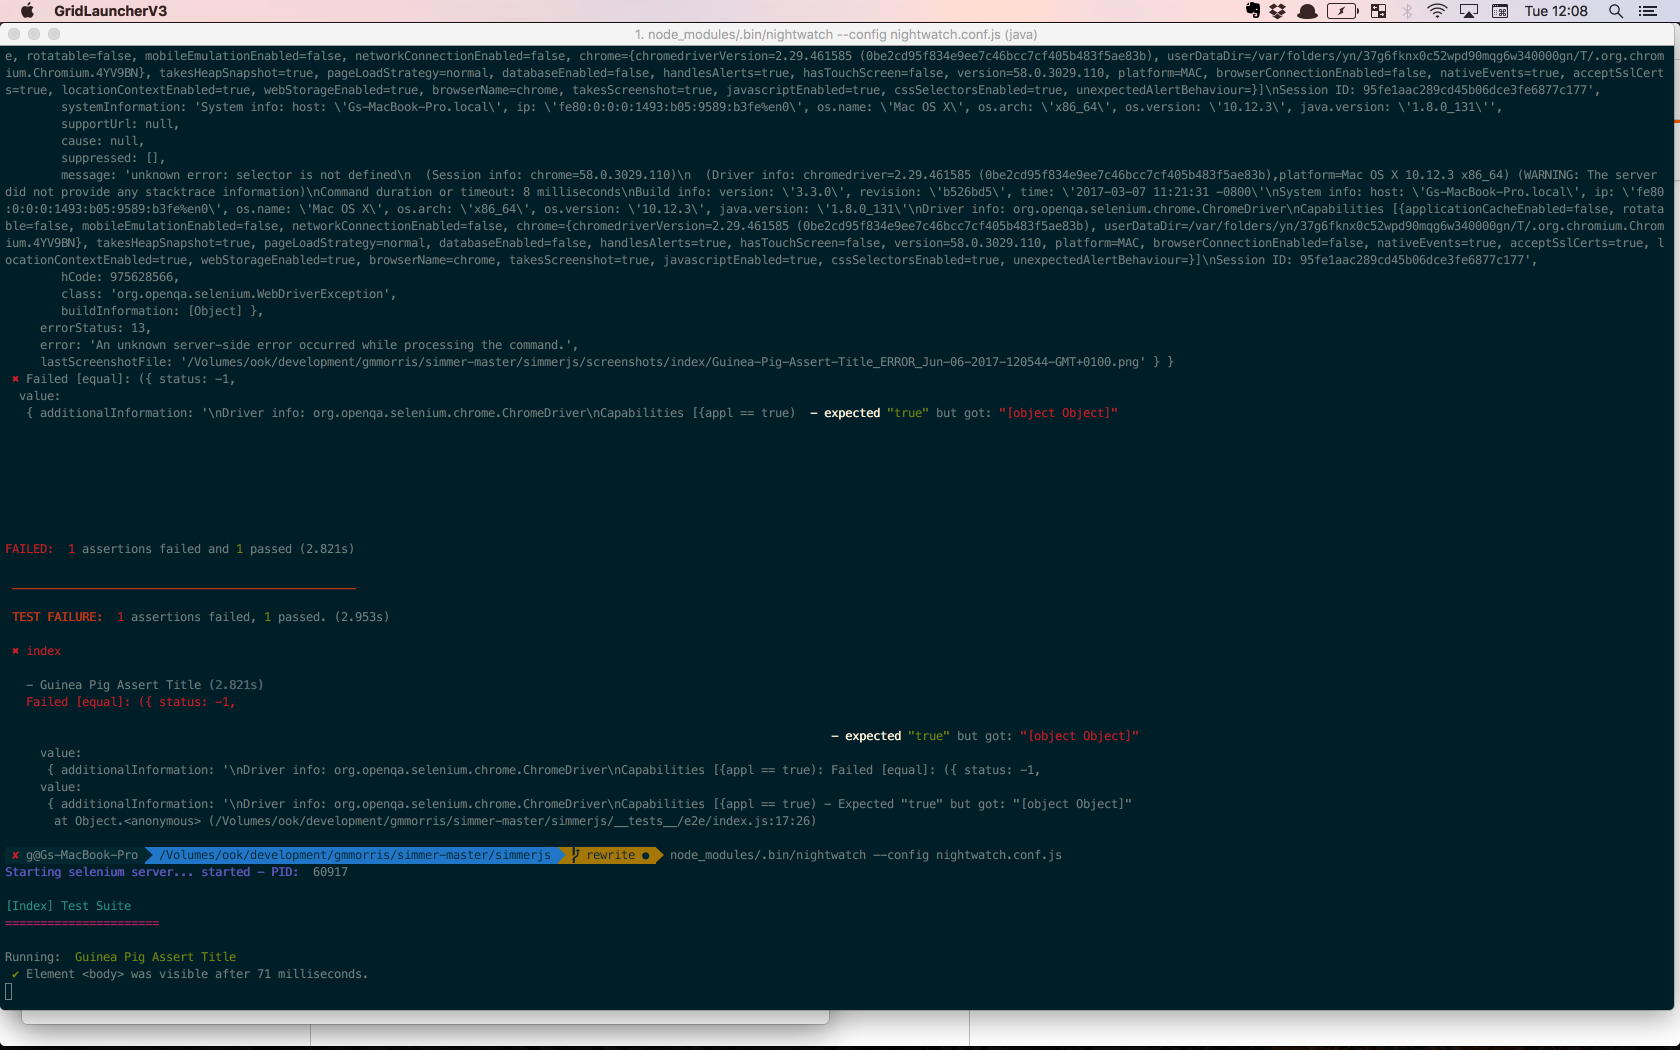 GridLauncherV3
Tue 12:08
1. node_modules/.bin/nightwatch --config nightwatch.conf.js (java)
e, rotatable=false, mobileEmulationEnabled=false, networkConnectionEnabled=false, chrome={chromedriverVersion=2.29.461585 (0be2cd95f834e9ee7c46bcc7cf405b483f5ae83b), userDataDir=/var/folders/yn/37g6fknx0c52wpd90mqg6w340000gn/T/.org.chrom
ium.Chromium.4YV9BN}, takesHeapSnapshot=true, pageLoadStrategy=normal, databaseEnabled=false, handlesAlerts=true, hasTouchScreen=false, version=58.0.3029.110, platform=MAC, browserConnectionEnabled=false, nativeEvents=true, acceptSslCert
s=true, locationContextEnabled=true, webStorageEnabled=true, browserName=chrome, takesScreenshot=true, javascriptEnabled=true, cssSelectorsEnabled=true, unexpectedAlertBehaviour=}]\nSession ID: 95fe1aac289cd45b06dce3fe6877c177',
systemInformation: 'System info: host: \'Gs-MacBook-Pro.local\', ip: \'fe80:0:0:0:1493:b05:9589:b3fe%en0\', os.name: \'Mac OS X\', os.arch: \'x86_64\', os.version: \'10.12.3\', java.version: \'1.8.0_131\'',
supportUrl: null,
cause: null,
suppressed: [],
message: 'unknown error: selector is not defined\n  (Session info: chrome=58.0.3029.110)\n  (Driver info: chromedriver=2.29.461585 (0be2cd95f834e9ee7c46bcc7cf405b483f5ae83b),platform=Mac OS X 10.12.3 x86_64) (WARNING: The server
did not provide any stacktrace information)\nCommand duration or timeout: 8 milliseconds\nBuild info: version: \'3.3.0\', revision: \'b526bd5\', time: \'2017-03-07 11:21:31 -0800\'\nSystem info: host: \'Gs-MacBook-Pro.local\', ip: \'fe80
:0:0:0:1493:b05:9589:b3fe%en0\', os.name: \'Mac OS X\', os.arch: \'x86_64\', os.version: \'10.12.3\', java.version: \'1.8.0_131\'\nDriver info: org.openqa.selenium.chrome.ChromeDriver\nCapabilities [{applicationCacheEnabled=false, rotata
ble=false, mobileEmulationEnabled=false, networkConnectionEnabled=false, chrome={chromedriverVersion=2.29.461585 (0be2cd95f834e9ee7c46bcc7cf405b483f5ae83b), userDataDir=/var/folders/yn/37g6fknx0c52wpd90mqg6w340000gn/T/.org.chromium.Chrom
ium.4YV9BN}, takesHeapSnapshot=true, pageLoadStrategy=normal, databaseEnabled=false, handlesAlerts=true, hasTouchScreen=false, version=58.0.3029.110, platform=MAC, browserConnectionEnabled=false, nativeEvents=true, acceptSslCerts=true, l
ocationContextEnabled=true, webStorageEnabled=true, browserName=chrome, takesScreenshot=true, javascriptEnabled=true, cssSelectorsEnabled=true, unexpectedAlertBehaviour=}]\nSession ID: 95fe1aac289cd45b06dce3fe6877c177',
hCode: 975628566,
class: 'org.openqa.selenium.WebDriverException',
buildInformation: [Object] },
errorStatus: 13,
error: 'An unknown server-side error occurred while processing the command.',
lastScreenshotFile: '/Volumes/ook/development/gmmorris/simmer-master/simmerjs/screenshots/index/Guinea-Pig-Assert-Title_ERROR_Jun-06-2017-120544-GMT+0100.png' } }
✖ Failed [equal]: ({ status: -1,
value:
{ additionalInformation: '\nDriver info: org.openqa.selenium.chrome.ChromeDriver\nCapabilities [{appl == true)  - expected "true" but got: "[object Object]"
FAILED:  1 assertions failed and 1 passed (2.821s)
TEST FAILURE:  1 assertions failed, 1 passed. (2.953s)
✖ index
- Guinea Pig Assert Title (2.821s)
Failed [equal]: ({ status: -1,
- expected "true" but got: "[object Object]"
value:
{ additionalInformation: '\nDriver info: org.openqa.selenium.chrome.ChromeDriver\nCapabilities [{appl == true): Failed [equal]: ({ status: -1,
value:
{ additionalInformation: '\nDriver info: org.openqa.selenium.chrome.ChromeDriver\nCapabilities [{appl == true) - Expected "true" but got: "[object Object]"
at Object.<anonymous> (/Volumes/ook/development/gmmorris/simmer-master/simmerjs/__tests__/e2e/index.js:17:26)
✘ g@Gs-MacBook-Pro /Volumes/ook/development/gmmorris/simmer-master/simmerjs rewrite ● node_modules/.bin/nightwatch --config nightwatch.conf.js
Starting selenium server... started - PID:  60917
[Index] Test Suite
======================
Running:  Guinea Pig Assert Title
✔ Element <body> was visible after 71 milliseconds.